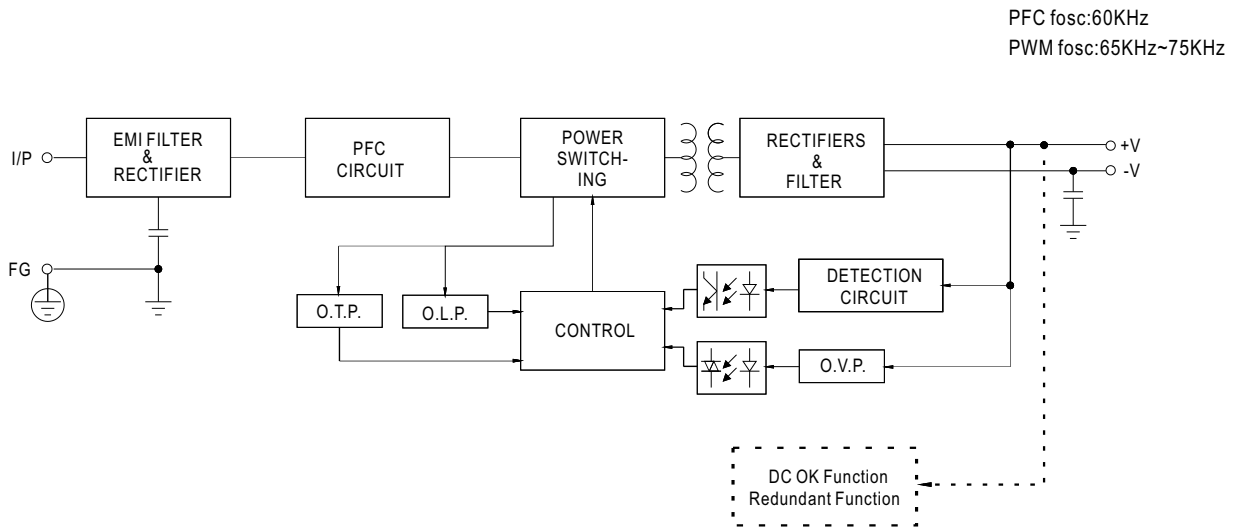 PFC fosc:60KHz
PWM fosc:65KHz~75KHz
I/P
EMI FILTER
&
RECTIFIER
PFC
CIRCUIT
POWER
SWITCH-
ING
RECTIFIERS
&
FILTER
+V
-V
FG
O.T.P.
O.L.P.
CONTROL
DETECTION
CIRCUIT
O.V.P.
DC OK Function
Redundant Function